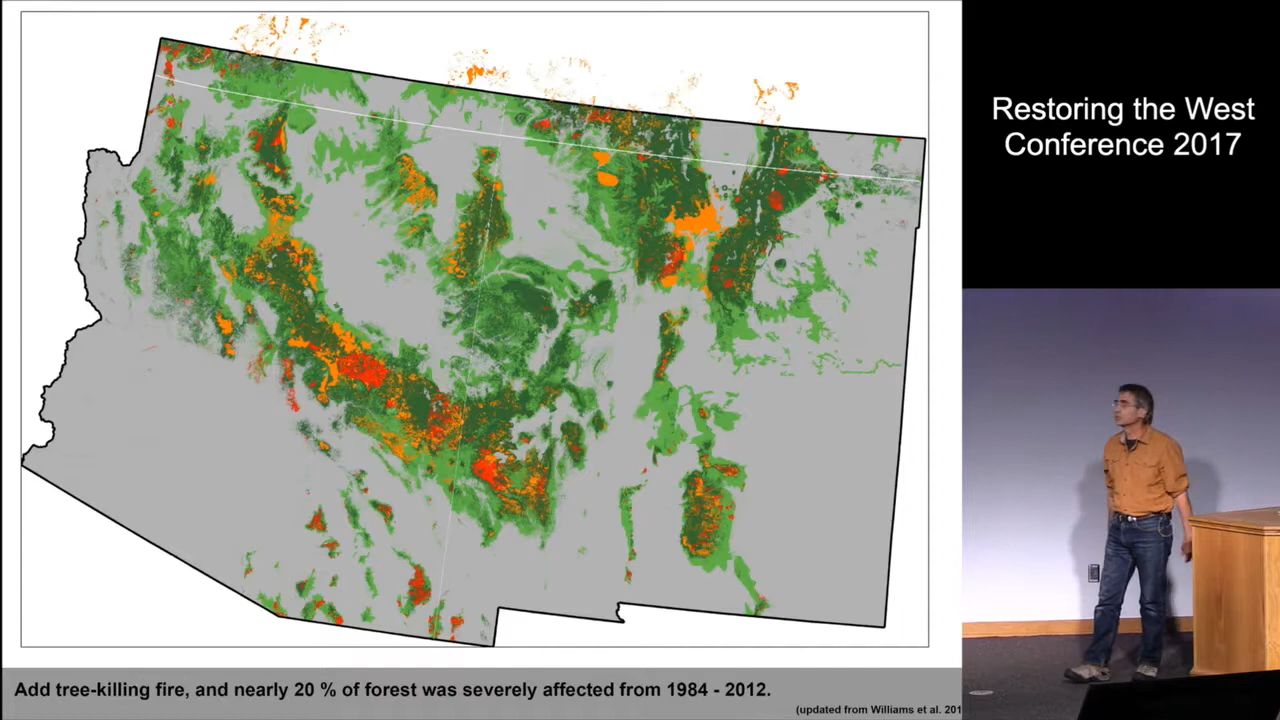 Restoring the West
Conference 2017
Add tree-killing fire, and nearly 20 % of forest was severely affected from 1984 - 2012.
(updated from Williams et al. 201